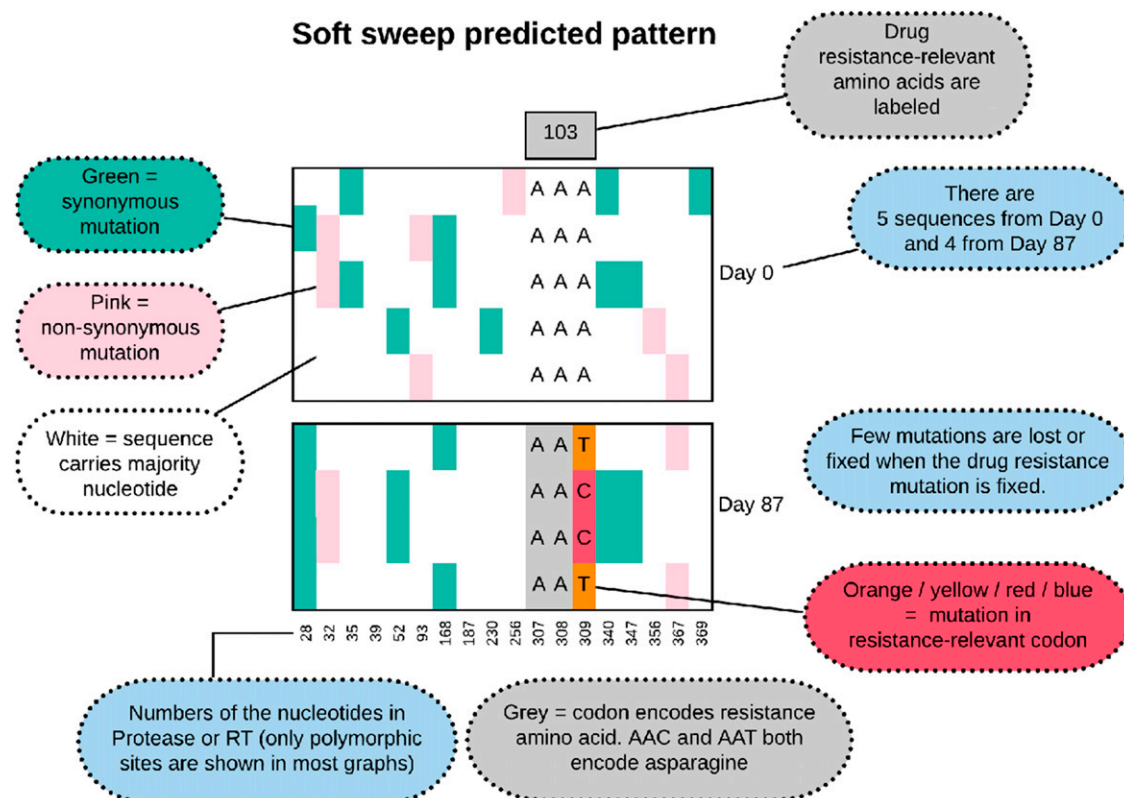 Soft sweep predicted pattern
Drug
resistance-relevant
amino acids are
labeled
103
Green =
synonymous
mutation
A A A
A A A
A A A
A A A
A A A
Day 0
There are
5 sequences from Day 0
and 4 from Day 87
Pink =
non-synonymous
mutation
White = sequence
carries majority
nucleotide
A A T
A A C
A A C
A A T
Day 87
Few mutations are lost or
fixed when the drug resistance
mutation is fixed.
Orange / yellow / red / blue
= mutation in
resistance-relevant codon
28 32 35 39 52 93 168 187 230 256 307 308 309 340 347 356 367 369
Numbers of the nucleotides in
Protease or RT (only polymorphic
sites are shown in most graphs)
Grey = codon encodes resistance
amino acid. AAC and AAT both
encode asparagine